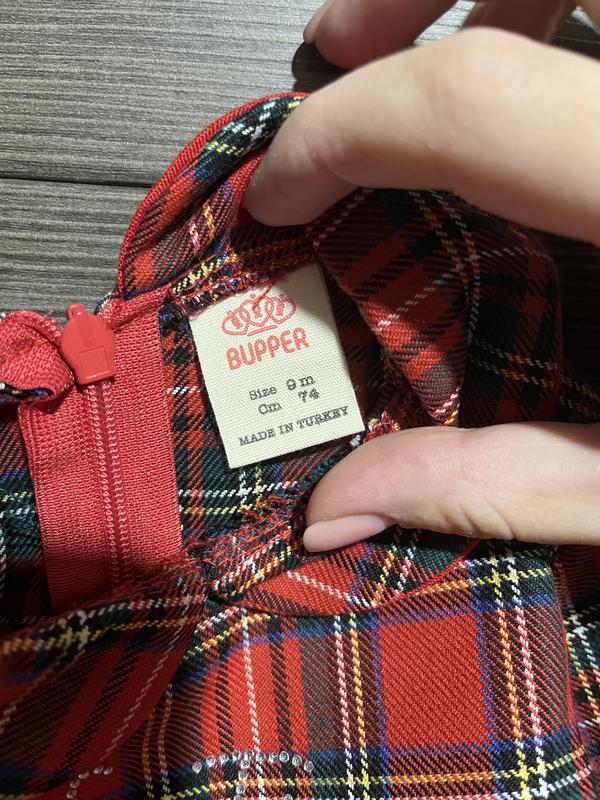 BUPPER
Size 9 m
Cm 74
MADE IN TURKEY